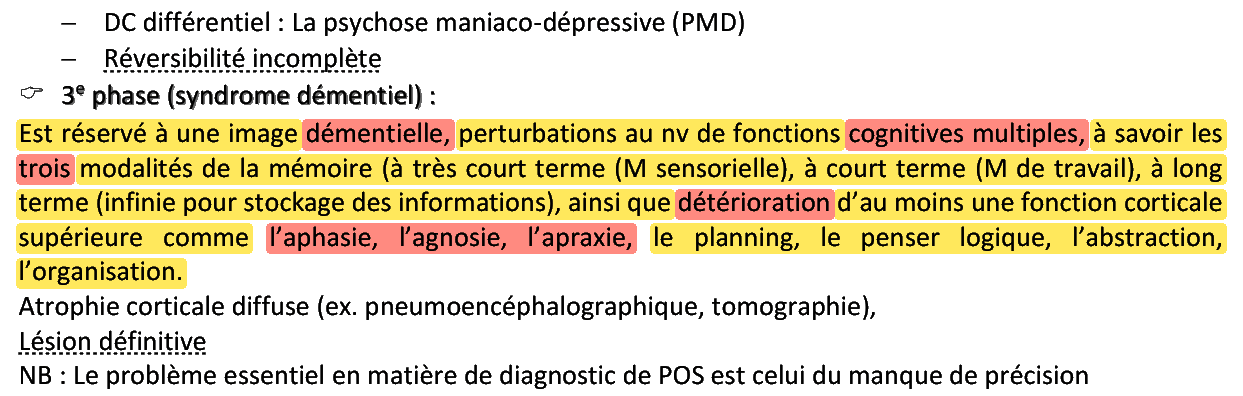 – DC différentiel : La psychose maniaco-dépressive (PMD)
– Réversibilité incomplète
☞ 3e phase (syndrome démentiel) :
Est réservé à une image démentielle, perturbations au nv de fonctions cognitives multiples, à savoir les
trois modalités de la mémoire (à très court terme (M sensorielle), à court terme (M de travail), à long
terme (infinie pour stockage des informations), ainsi que détérioration d’au moins une fonction corticale
supérieure comme l’aphasie, l’agnosie, l’apraxie, le planning, le penser logique, l’abstraction,
l’organisation.
Atrophie corticale diffuse (ex. pneumoencéphalographique, tomographie),
Lésion définitive
NB : Le problème essentiel en matière de diagnostic de POS est celui du manque de précision